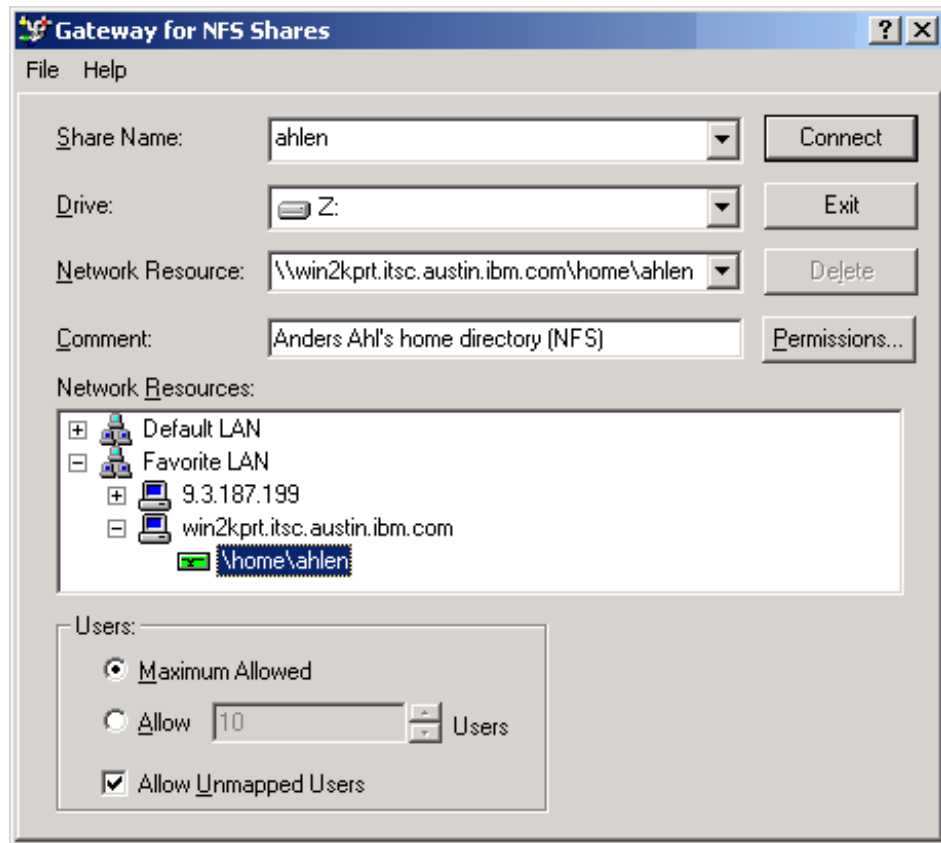 Gateway for NFS Shares
File Help
Share Name: ahlen Connect
Drive: Z: Exit
Network Resource: \\win2kprt.itsc.austin.ibm.com\home\ahlen Delete
Comment: Anders Ahl's home directory (NFS) Permissions...
Network Resources:
Default LAN
Favorite LAN
9.3.187.199
win2kprt.itsc.austin.ibm.com
\home\ahlen
Users:
Maximum Allowed
Allow 10 Users
Allow Unmapped Users